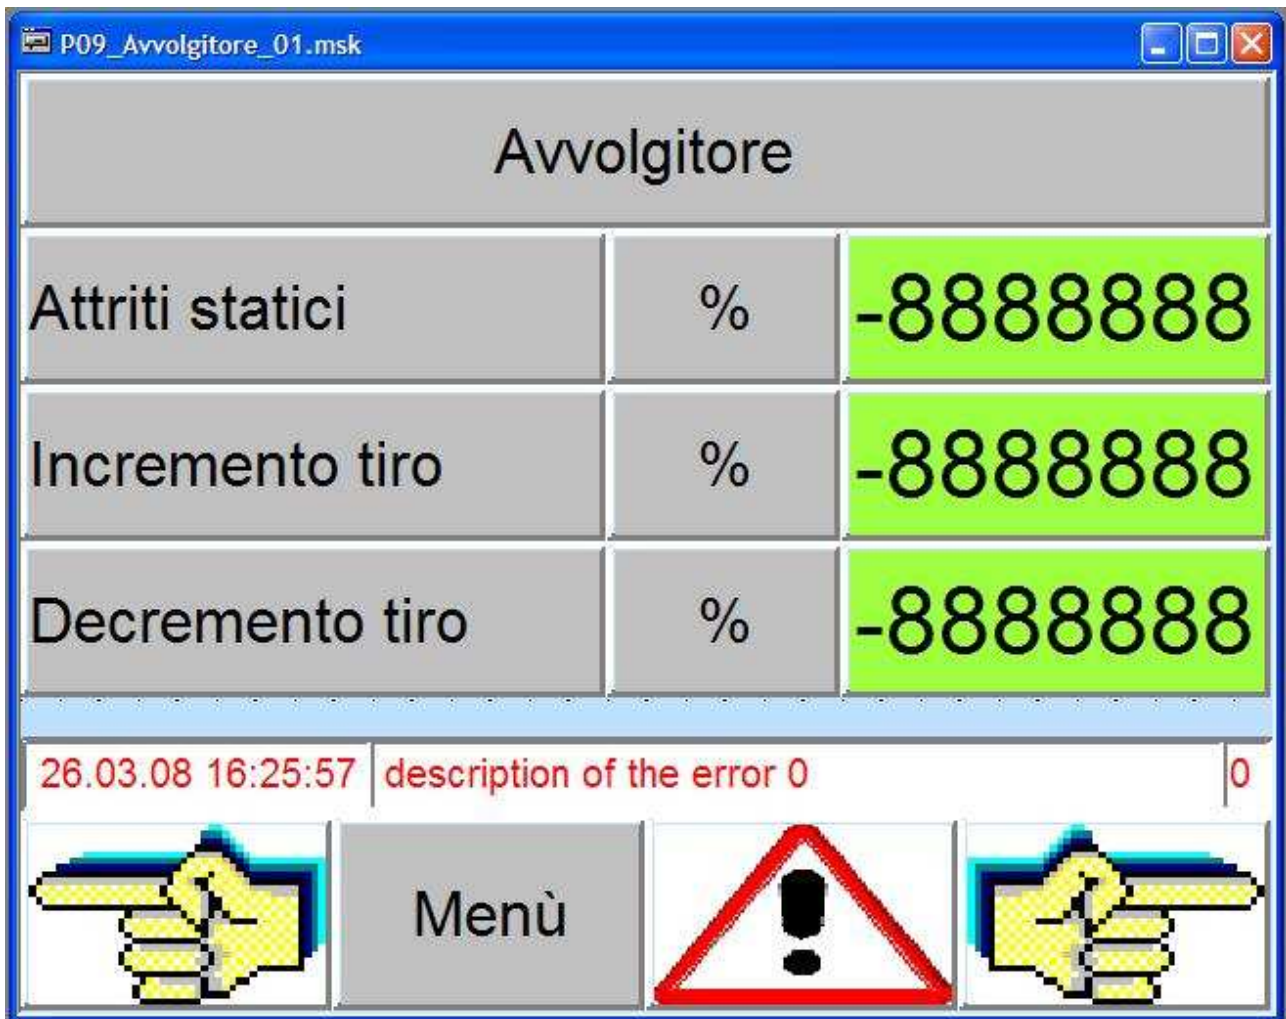 P09_Avvolgitore_01.msk
Avvolgitore
Attriti statici % -8888888
Incremento tiro % -8888888
Decremento tiro % -8888888
26.03.08 16:25:57 description of the error 0 0
Menù